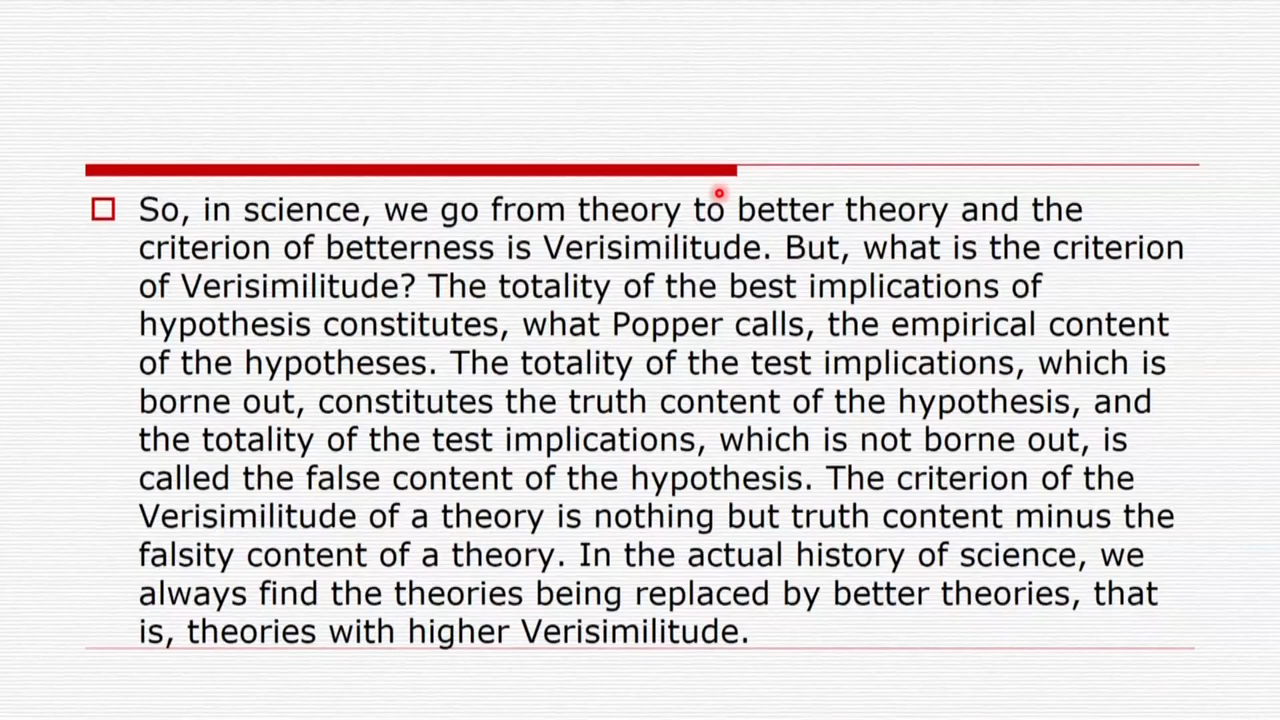 So, in science, we go from theory to better theory and the
criterion of betterness is Verisimilitude. But, what is the criterion
of Verisimilitude? The totality of the best implications of
hypothesis constitutes, what Popper calls, the empirical content
of the hypotheses. The totality of the test implications, which is
borne out, constitutes the truth content of the hypothesis, and
the totality of the test implications, which is not borne out, is
called the false content of the hypothesis. The criterion of the
Verisimilitude of a theory is nothing but truth content minus the
falsity content of a theory. In the actual history of science, we
always find the theories being replaced by better theories, that
is, theories with higher Verisimilitude.